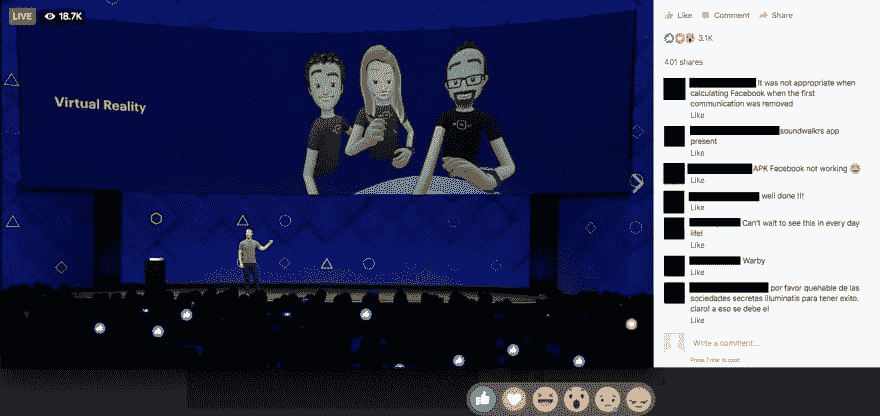 LIVE 18.7K
Virtual Reality
Like Comment Share
3.1K
401 shares
It was not appropriate when
calculating Facebook when the first
communication was removed
Like
soundwalkrs app
present
Like
APK Facebook not working
Like
well done !!!
Like
Can't wait to see this in every day
life!
Like
Warby
Like
por favor quehable de las
sociedades secretas illuminatis para tener exito.
claro! a eso se debe el
Like
Write a comment...
Press Enter to post